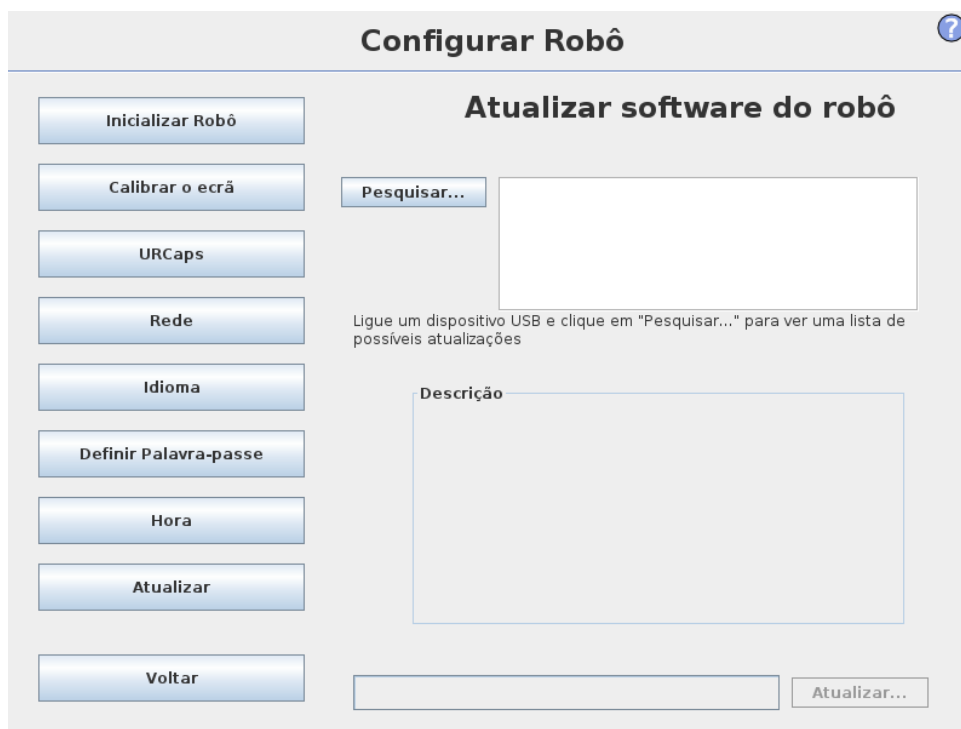 Configurar Robô
?
Inicializar Robô
Calibrar o ecrã
URCaps
Rede
Idioma
Definir Palavra-passe
Hora
Atualizar
Voltar
Atualizar software do robô
Pesquisar...
Ligue um dispositivo USB e clique em "Pesquisar..." para ver uma lista de
possíveis atualizações
Descrição
Atualizar...